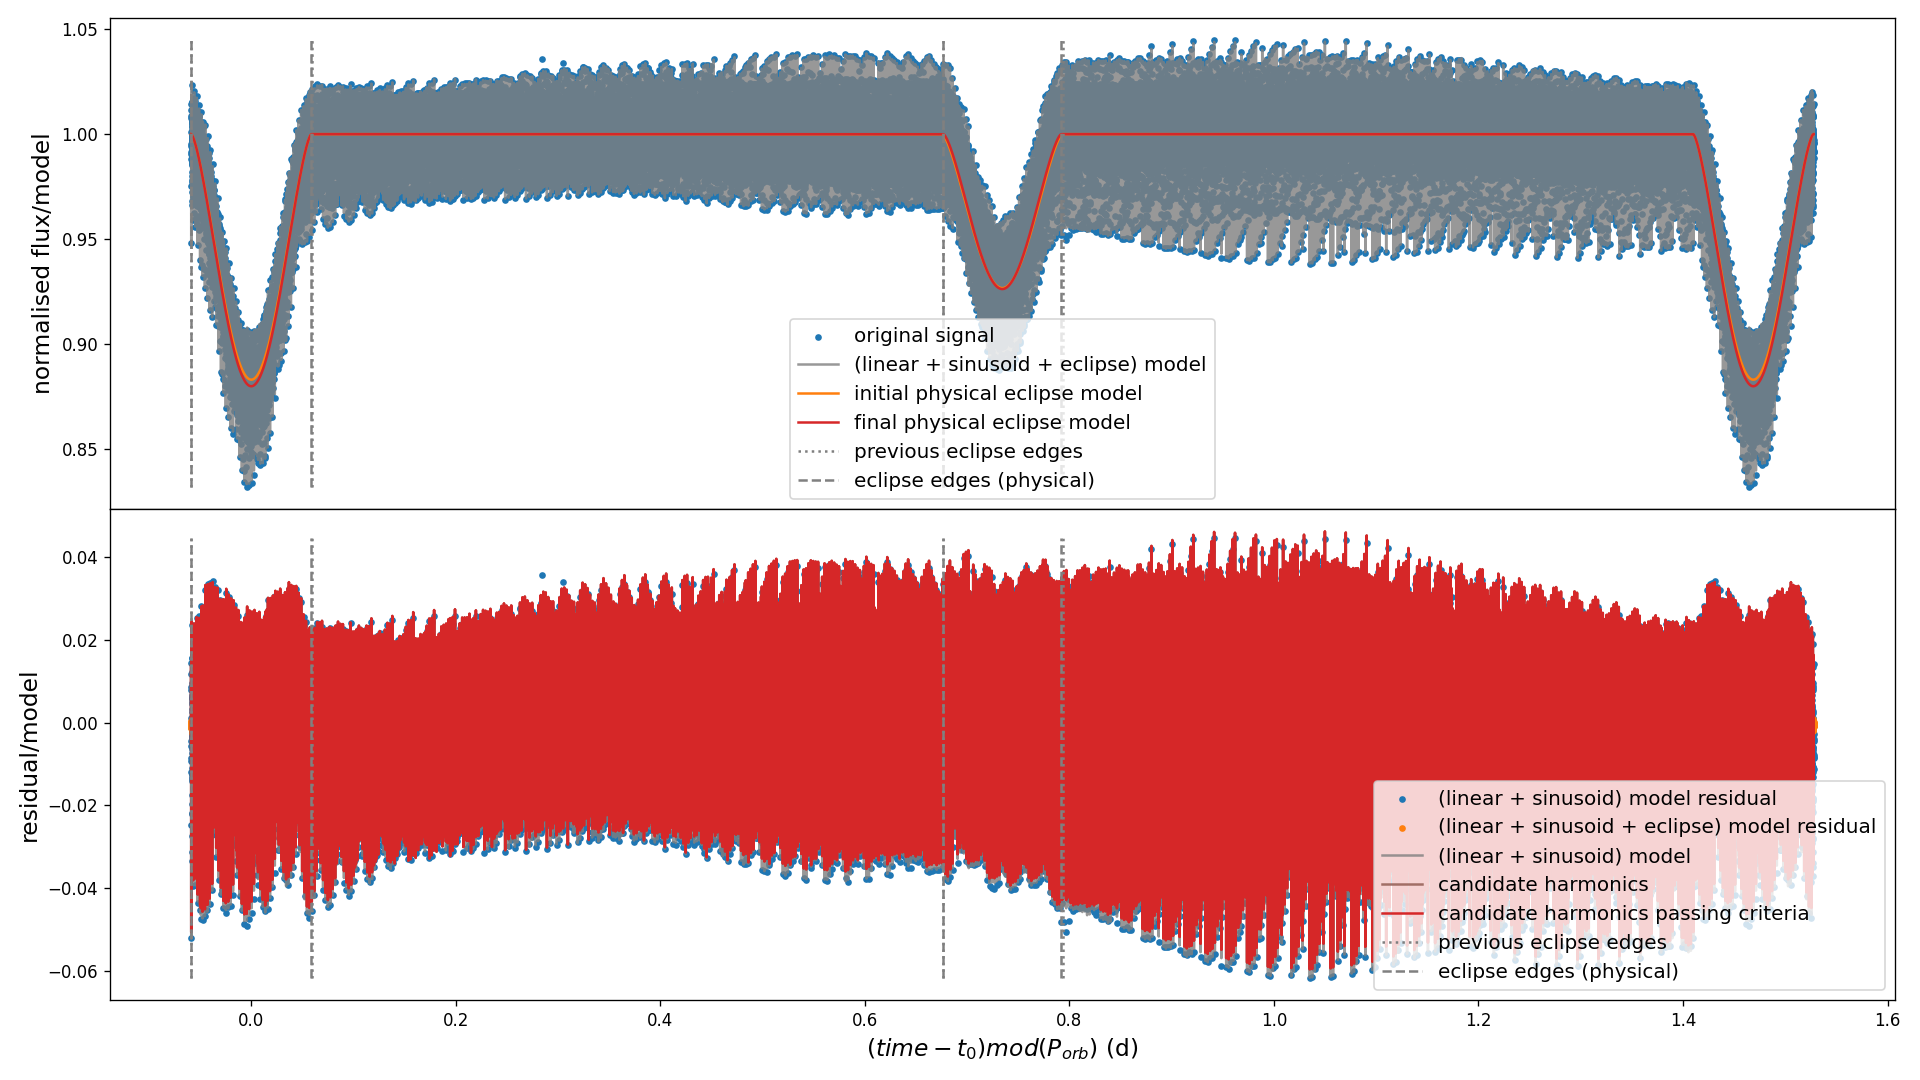 1.05
1.00
0.95
0.90
0.85
normalised flux/model
original signal
(linear + sinusoid + eclipse) model
initial physical eclipse model
final physical eclipse model
previous eclipse edges
eclipse edges (physical)
0.04
0.02
0.00
−0.02
−0.04
−0.06
residual/model
(linear + sinusoid) model residual
(linear + sinusoid + eclipse) model residual
(linear + sinusoid) model
candidate harmonics
candidate harmonics passing criteria
previous eclipse edges
eclipse edges (physical)
0.0 0.2 0.4 0.6 0.8 1.0 1.2 1.4 1.6
(time − t₀)mod(P_orb) (d)